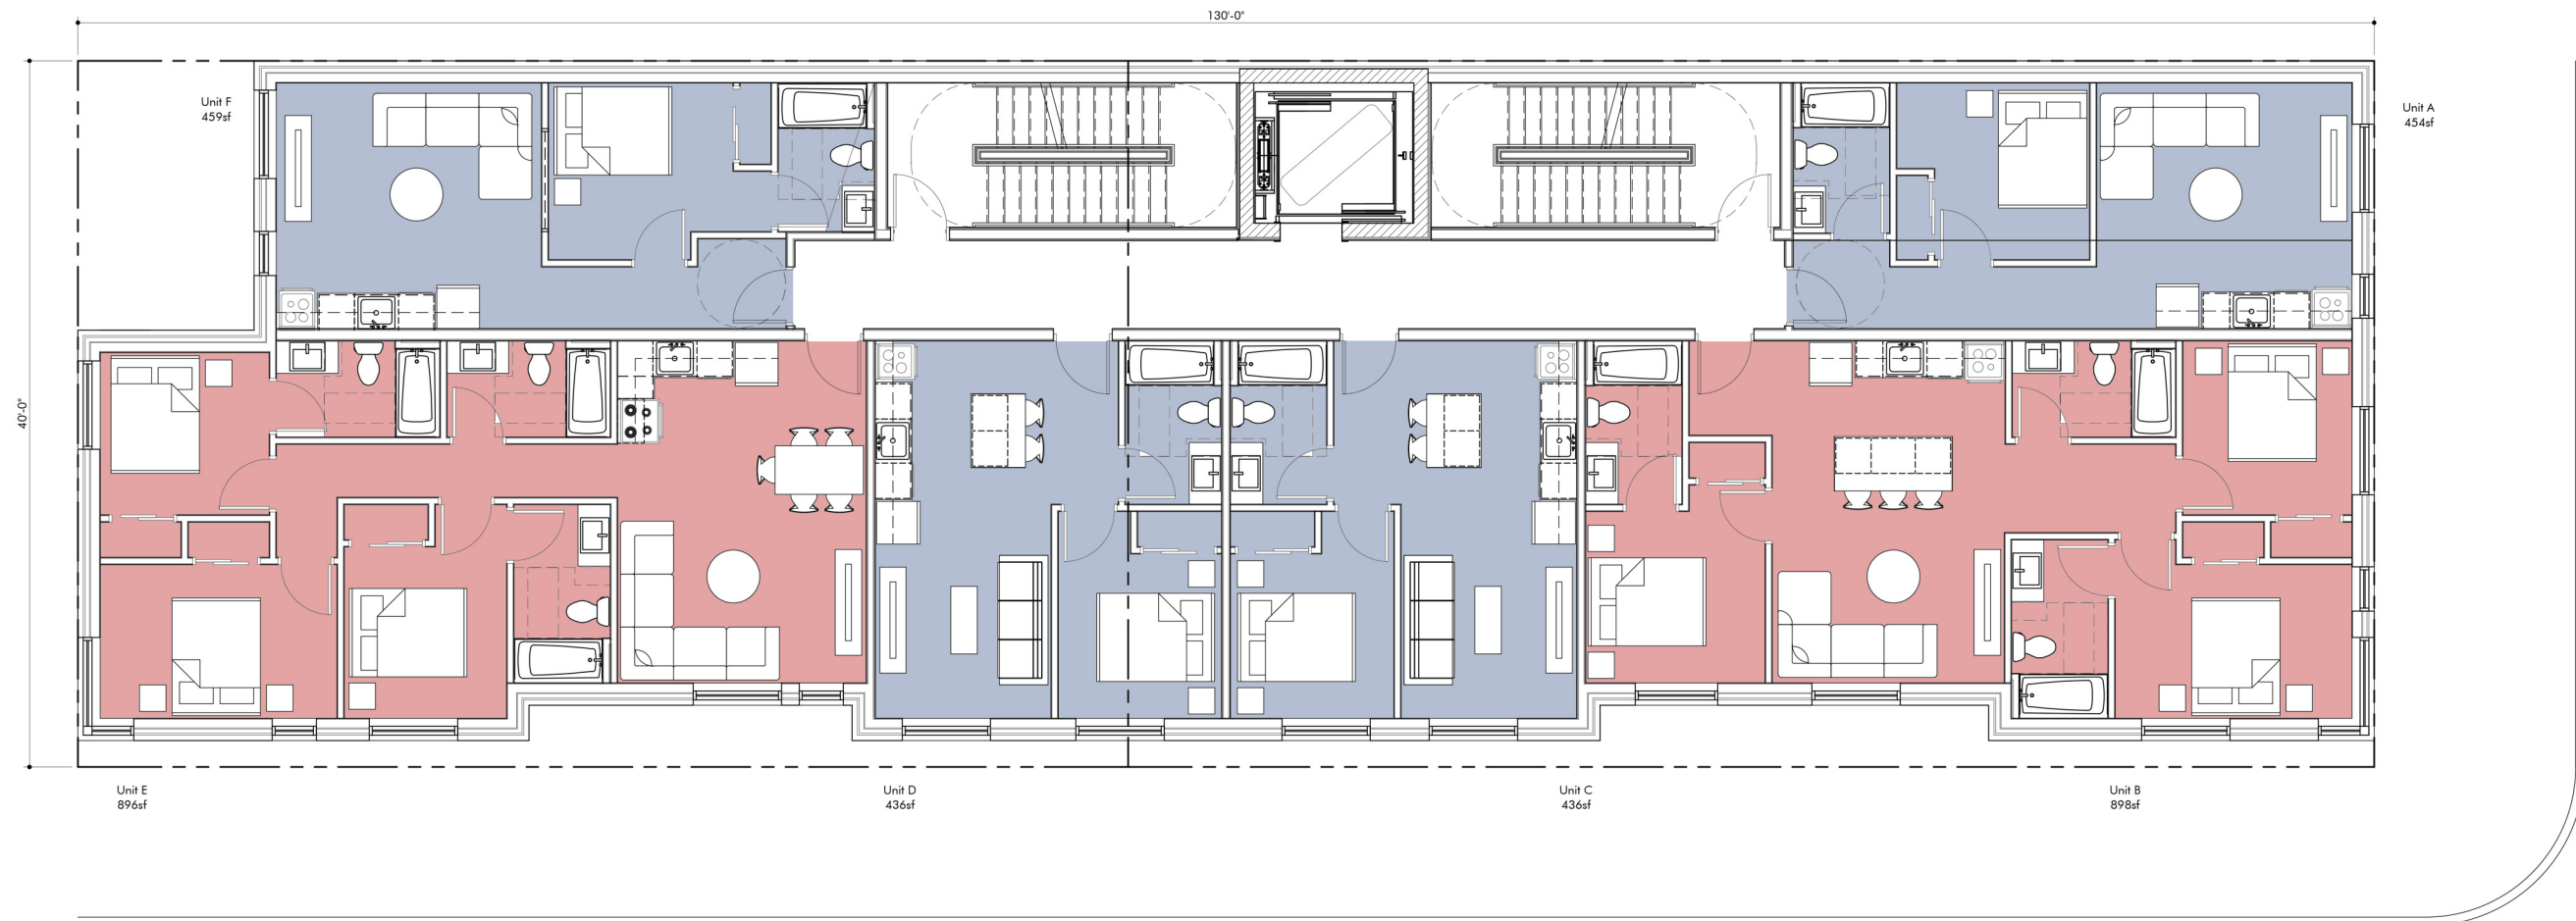 130'-0"
Unit F
459sf
Unit A
454sf
40'-0"
Unit E
896sf
Unit D
436sf
Unit C
436sf
Unit B
898sf